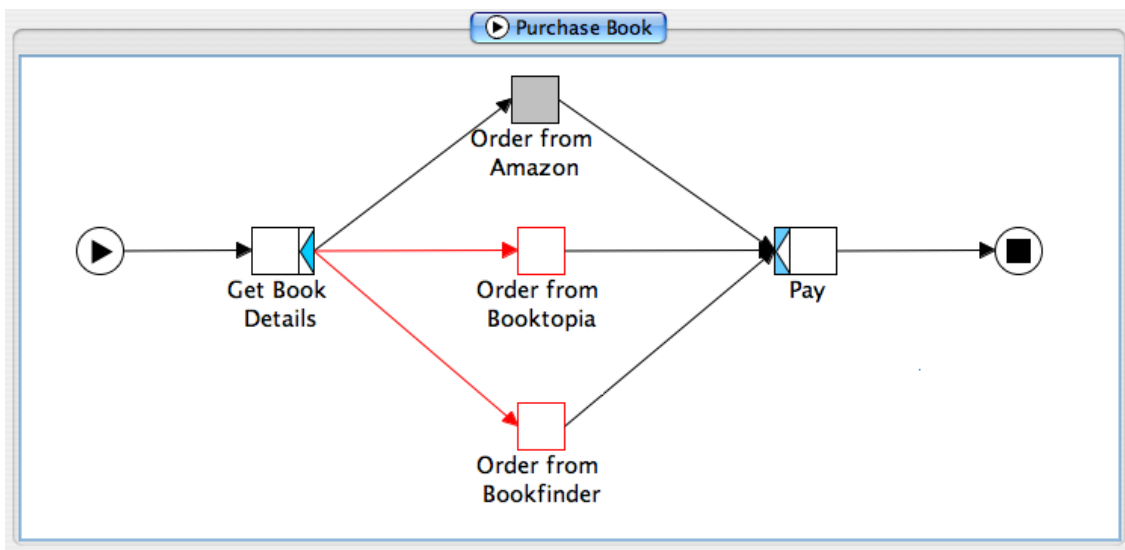 Purchase Book
Order from
Amazon
Get Book
Details
Order from
Booktopia
Pay
Order from
Bookfinder